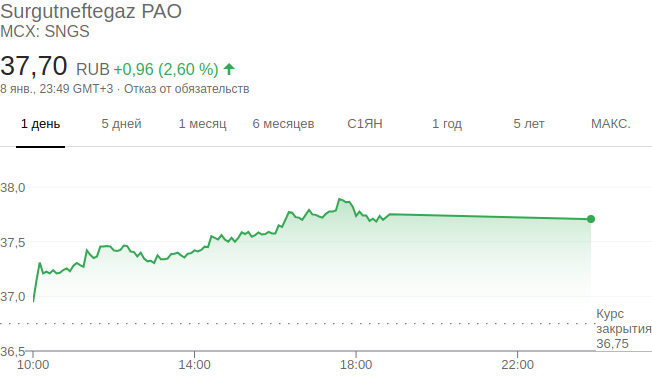 Surgutneftegaz PAO
MCX: SNGS
37,70 RUB +0,96 (2,60 %)
8 янв., 23:49 GMT+3 · Отказ от обязательств
1 день 5 дней 1 месяц 6 месяцев С1ЯН 1 год 5 лет МАКС.
38,0
37,5
37,0
Курс
закрытия
36,75
36,5
10:00 14:00 18:00 22:00